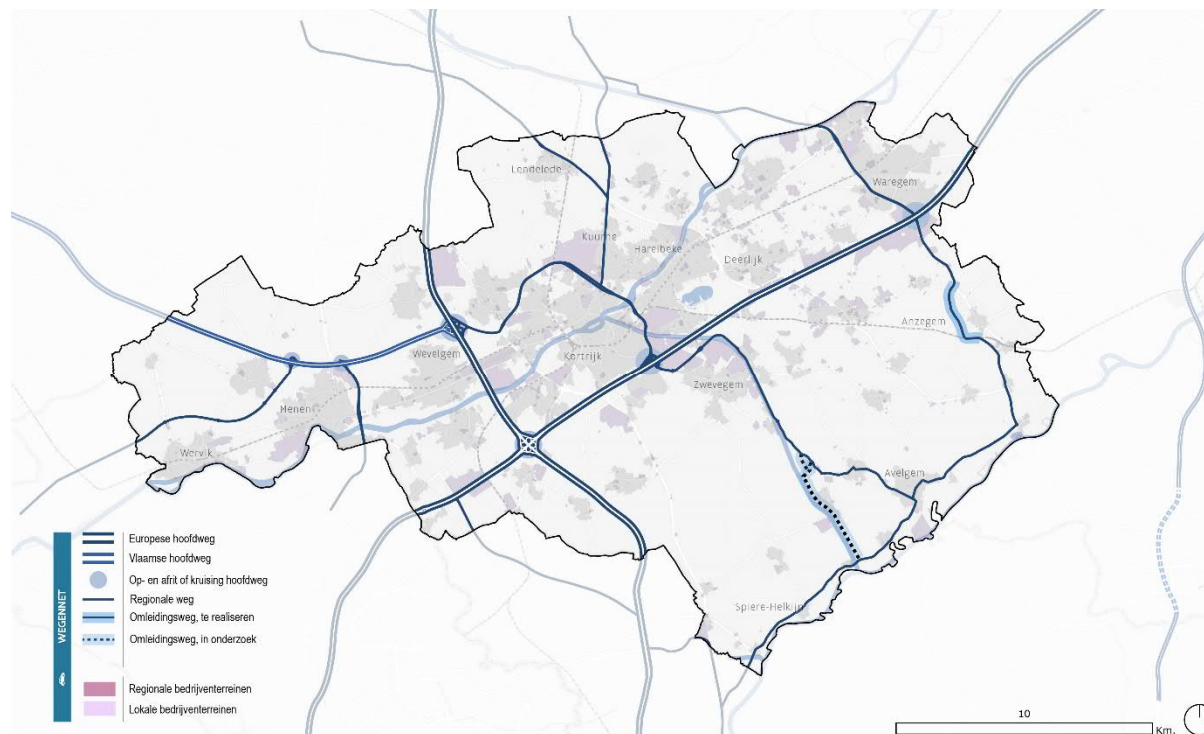 Lendelede
Waregem
Kuurne
Harelbeke
Deerlijk
Anzegem
Wevelgem
Kortrijk
Zwevegem
Menen
Wervik
Avelgem
Spiere-Helkijn
WEGENNET
Europese hoofdweg
Vlaamse hoofdweg
Op- en afrit of kruising hoofdweg
Regionale weg
Omleidingsweg, te realiseren
Omleidingsweg, in onderzoek
Regionale bedrijventerreinen
Lokale bedrijventerreinen
10
Km.